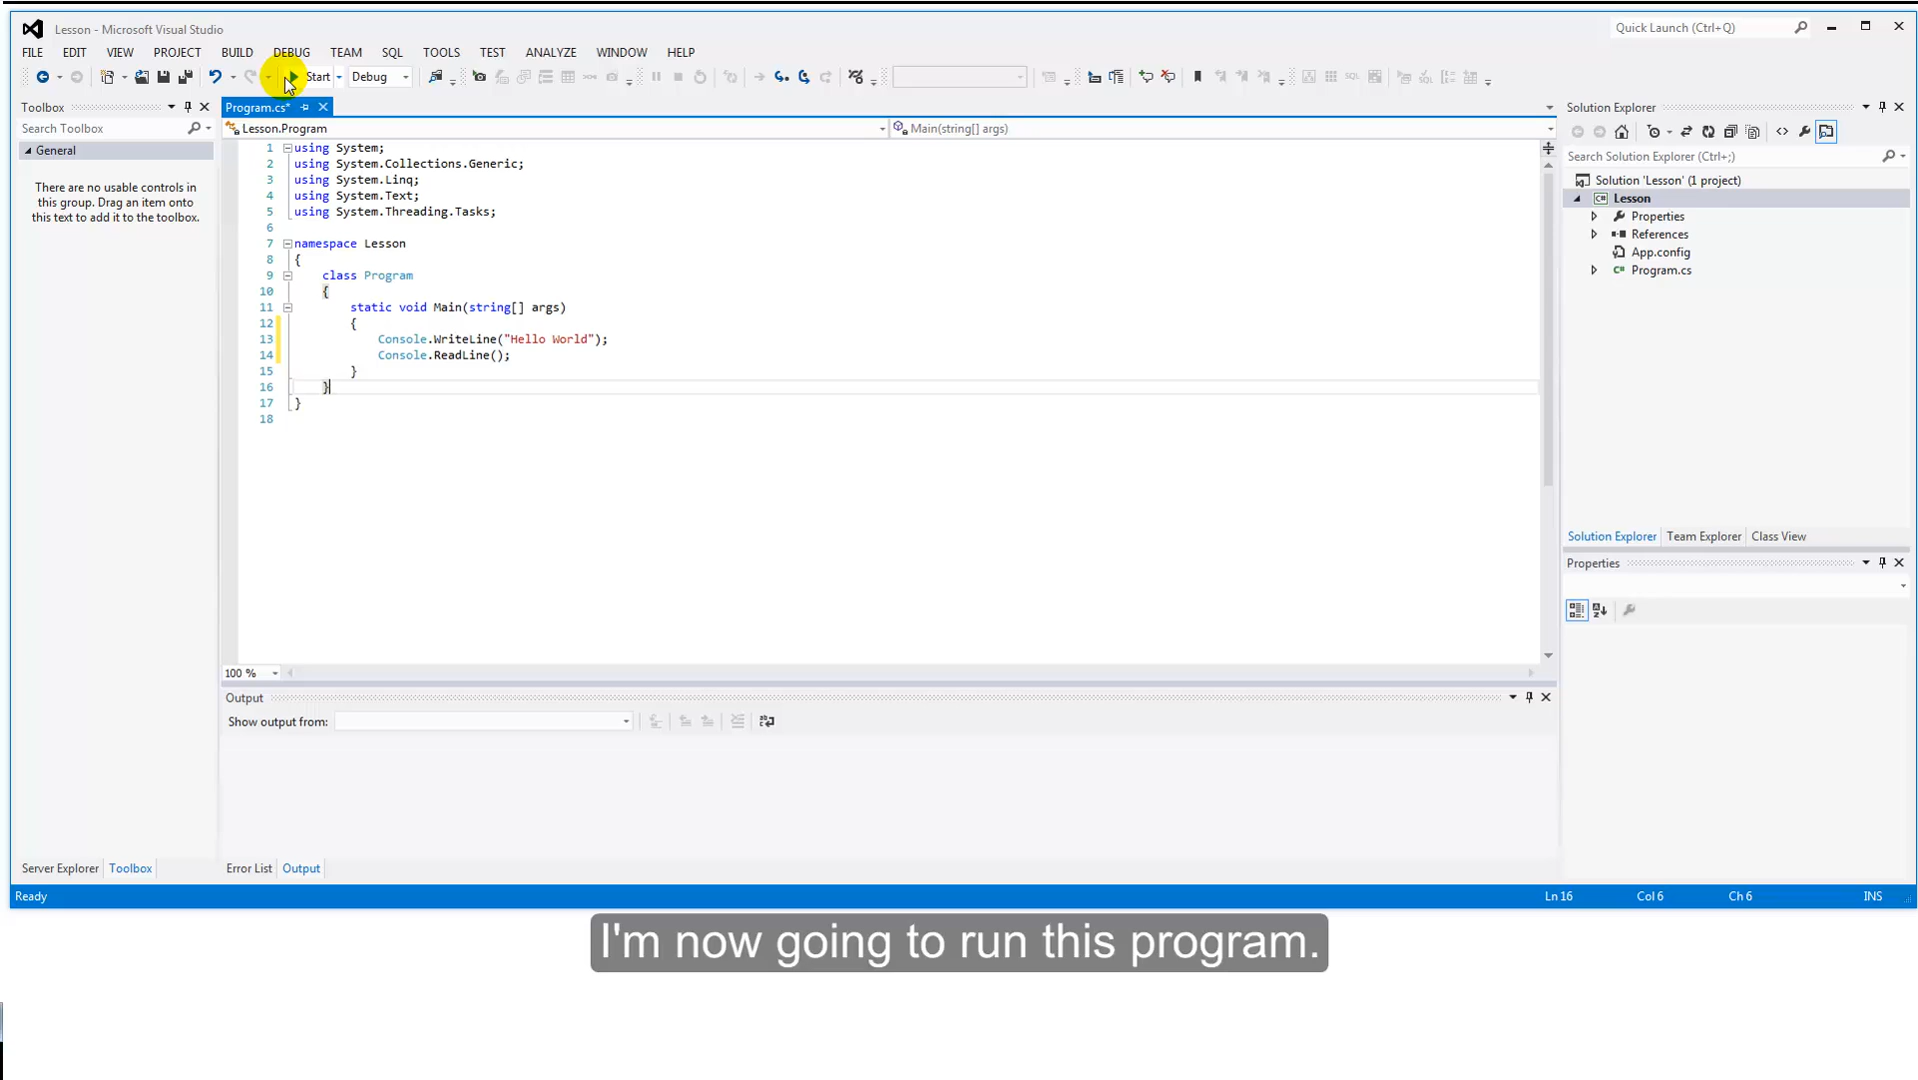 Lesson - Microsoft Visual Studio
Quick Launch (Ctrl+Q)
FILE EDIT VIEW PROJECT BUILD DEBUG TEAM SQL TOOLS TEST ANALYZE WINDOW HELP
Start Debug
Toolbox
Program.cs*
Solution Explorer
Search Toolbox
Lesson.Program
Main(string[] args)
General
There are no usable controls in
this group. Drag an item onto
this text to add it to the toolbox.
1 using System;
2 using System.Collections.Generic;
3 using System.Linq;
4 using System.Text;
5 using System.Threading.Tasks;
6
7 namespace Lesson
8 {
9 class Program
10 {
11 static void Main(string[] args)
12 {
13 Console.WriteLine("Hello World");
14 Console.ReadLine();
15 }
16 }
17 }
18
Search Solution Explorer (Ctrl+;)
Solution 'Lesson' (1 project)
C# Lesson
Properties
References
App.config
C# Program.cs
Solution Explorer Team Explorer Class View
Properties
100 %
Output
Show output from:
Server Explorer Toolbox
Error List Output
Ready
Ln 16 Col 6 Ch 6 INS
I'm now going to run this program.